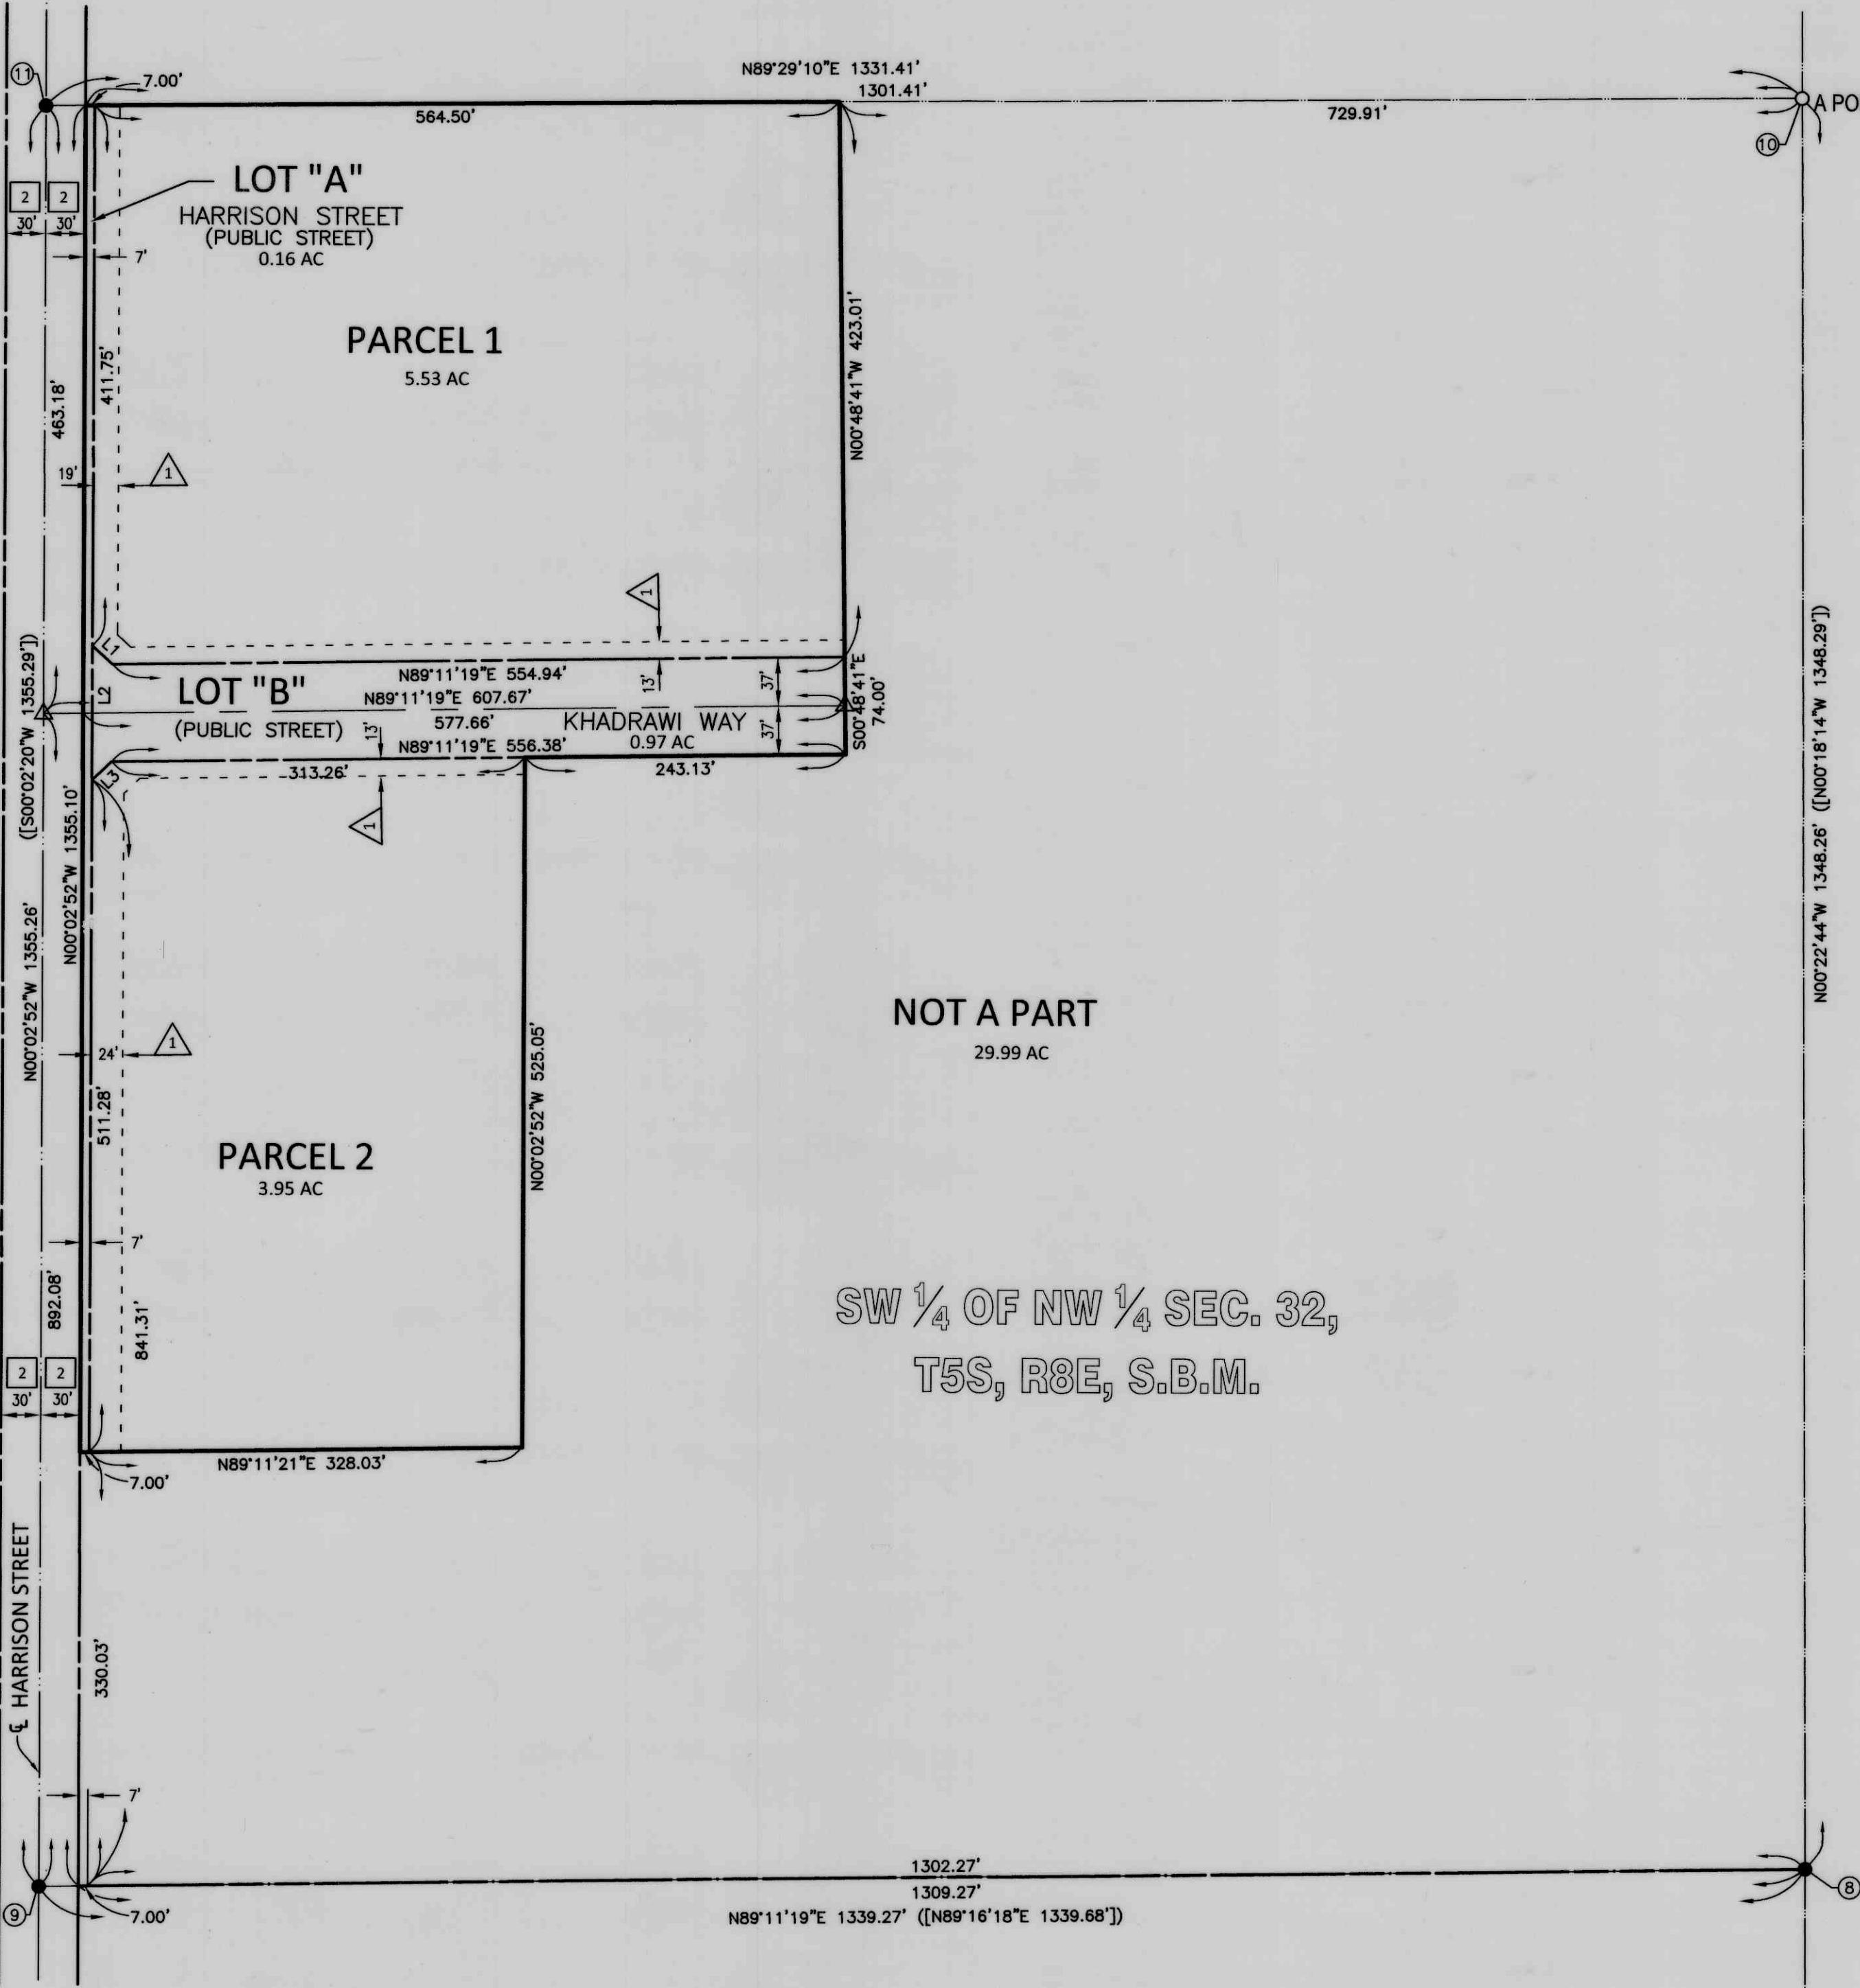 11
7.00'
N89°29'10"E 1331.41'
1301.41'
564.50'
729.91'
A PO
10
2 2
30' 30'
LOT "A"
HARRISON STREET
(PUBLIC STREET)
0.16 AC
7'
PARCEL 1
5.53 AC
463.18'
411.75'
N00°48'41"W 423.01'
19'
1
1
L1
N89°11'19"E 554.94'
13'
37'
S00°48'41"E
74.00'
L2
LOT "B"
N89°11'19"E 607.67'
(PUBLIC STREET)
577.66'
KHADRAWI WAY
0.97 AC
13'
37'
N89°11'19"E 556.38'
L3
313.26'
243.13'
1
([S00°02'20"W 1355.29'])
N00°02'52"W 1355.26'
N00°02'52"W 1355.10'
([N00°18'14"W 1348.29'])
N00°22'44"W 1348.26'
NOT A PART
29.99 AC
24'
1
511.28'
N00°02'52"W 525.05'
PARCEL 2
3.95 AC
7'
892.08'
841.31'
SW ¼ OF NW ¼ SEC. 32,
T5S, R8E, S.B.M.
2 2
30' 30'
N89°11'21"E 328.03'
7.00'
℄ HARRISON STREET
330.03'
7'
1302.27'
1309.27'
N89°11'19"E 1339.27' ([N89°16'18"E 1339.68'])
9
7.00'
8